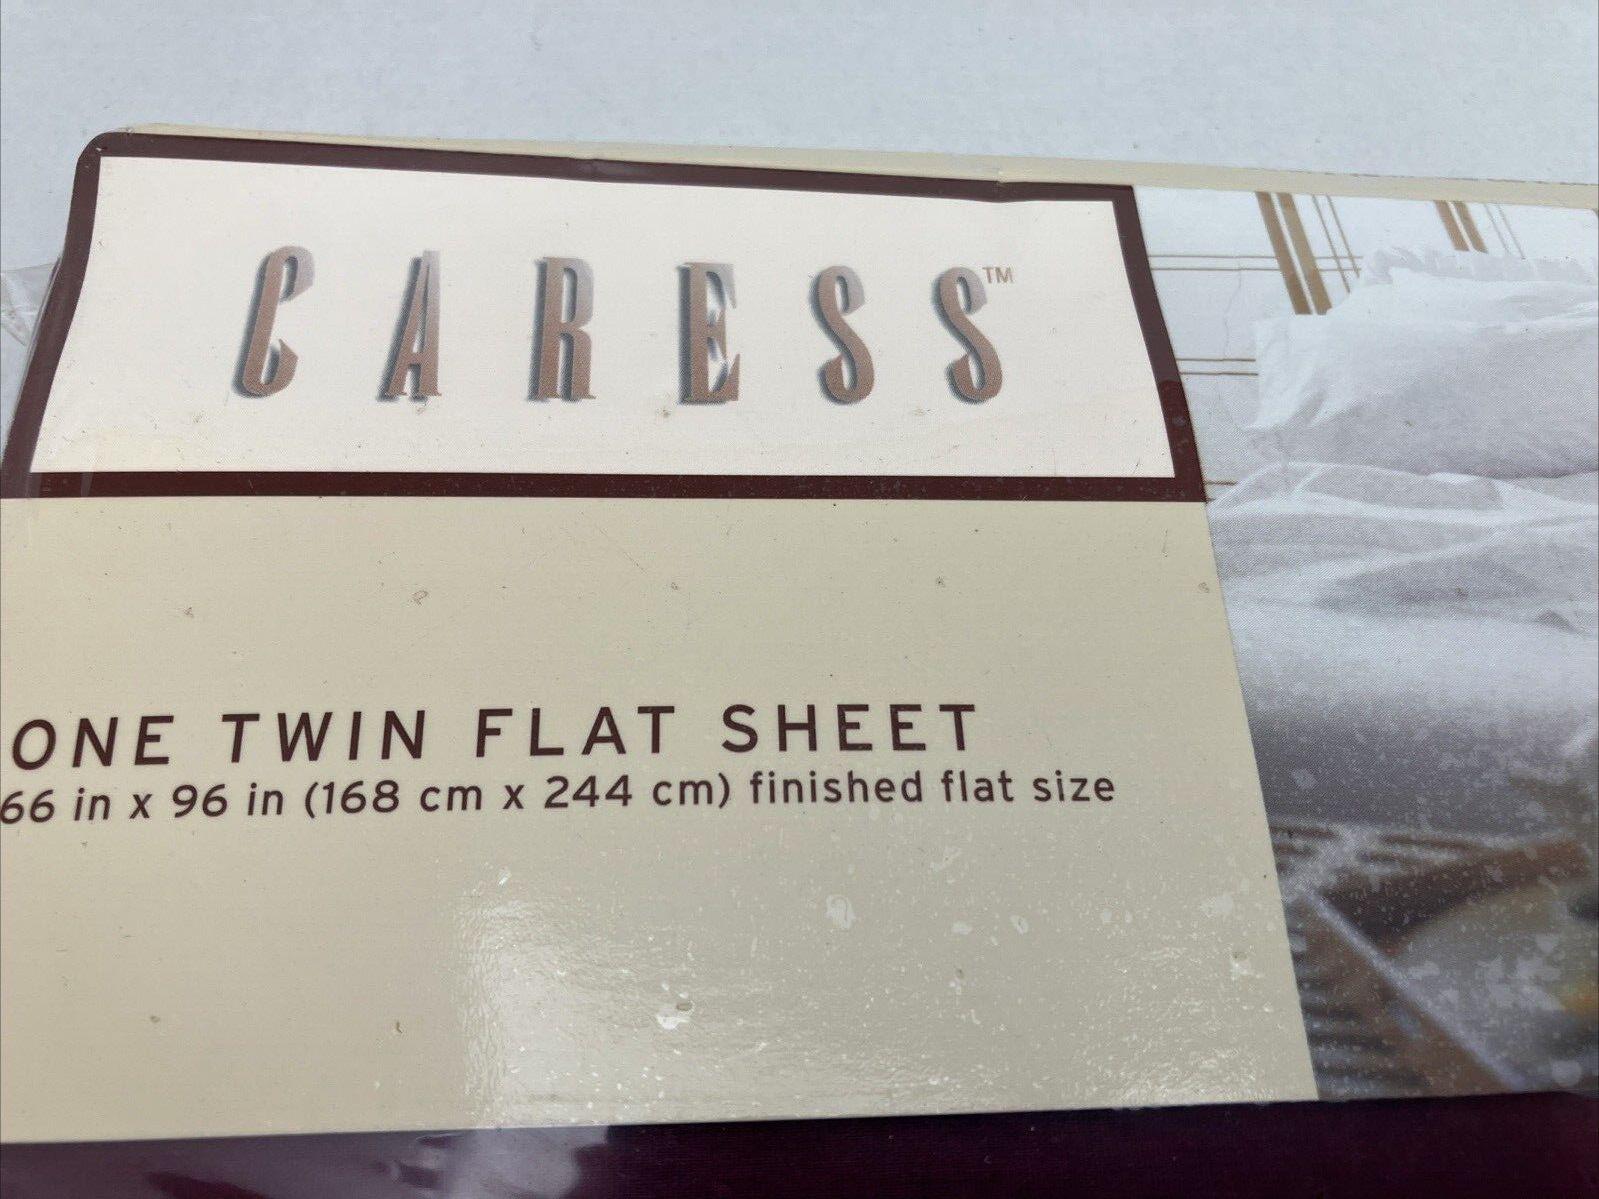 CARESS™
ONE TWIN FLAT SHEET
66 in x 96 in (168 cm x 244 cm) finished flat size